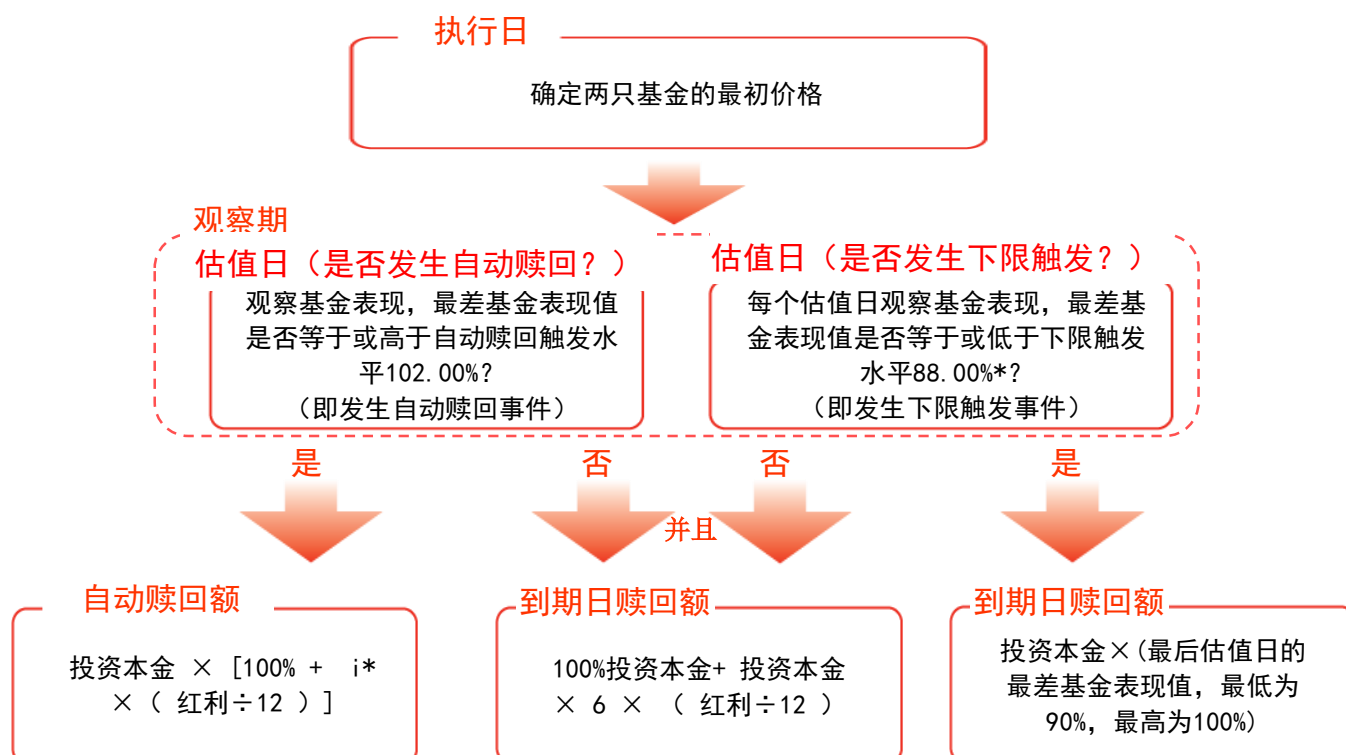 执行日
确定两只基金的最初价格
观察期
估值日（是否发生自动赎回？）
观察基金表现，最差基金表现值
是否等于或高于自动赎回触发水
平102.00%?
（即发生自动赎回事件）
估值日（是否发生下限触发？）
每个估值日观察基金表现，最差基
金表现值是否等于或低于下限触发
水平88.00%*?
（即发生下限触发事件）
是
否
否
是
并且
自动赎回额
投资本金 × [100% + i*
×（ 红利÷12 ）]
到期日赎回额
100%投资本金+ 投资本金
× 6 × （ 红利÷12 ）
到期日赎回额
投资本金×(最后估值日的
最差基金表现值，最低为
90%，最高为100%)